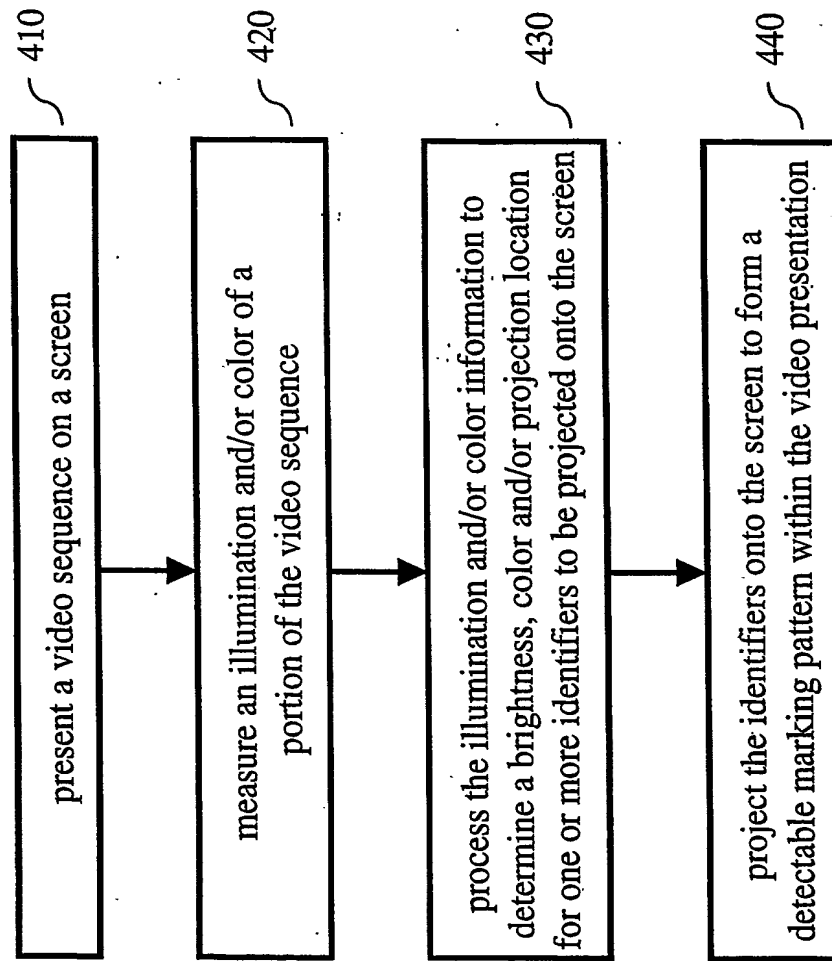 present a video sequence on a screen
410
measure an illumination and/or color of a
portion of the video sequence
420
process the illumination and/or color information to
determine a brightness, color and/or projection location
for one or more identifiers to be projected onto the screen
430
project the identifiers onto the screen to form a
detectable marking pattern within the video presentation
440